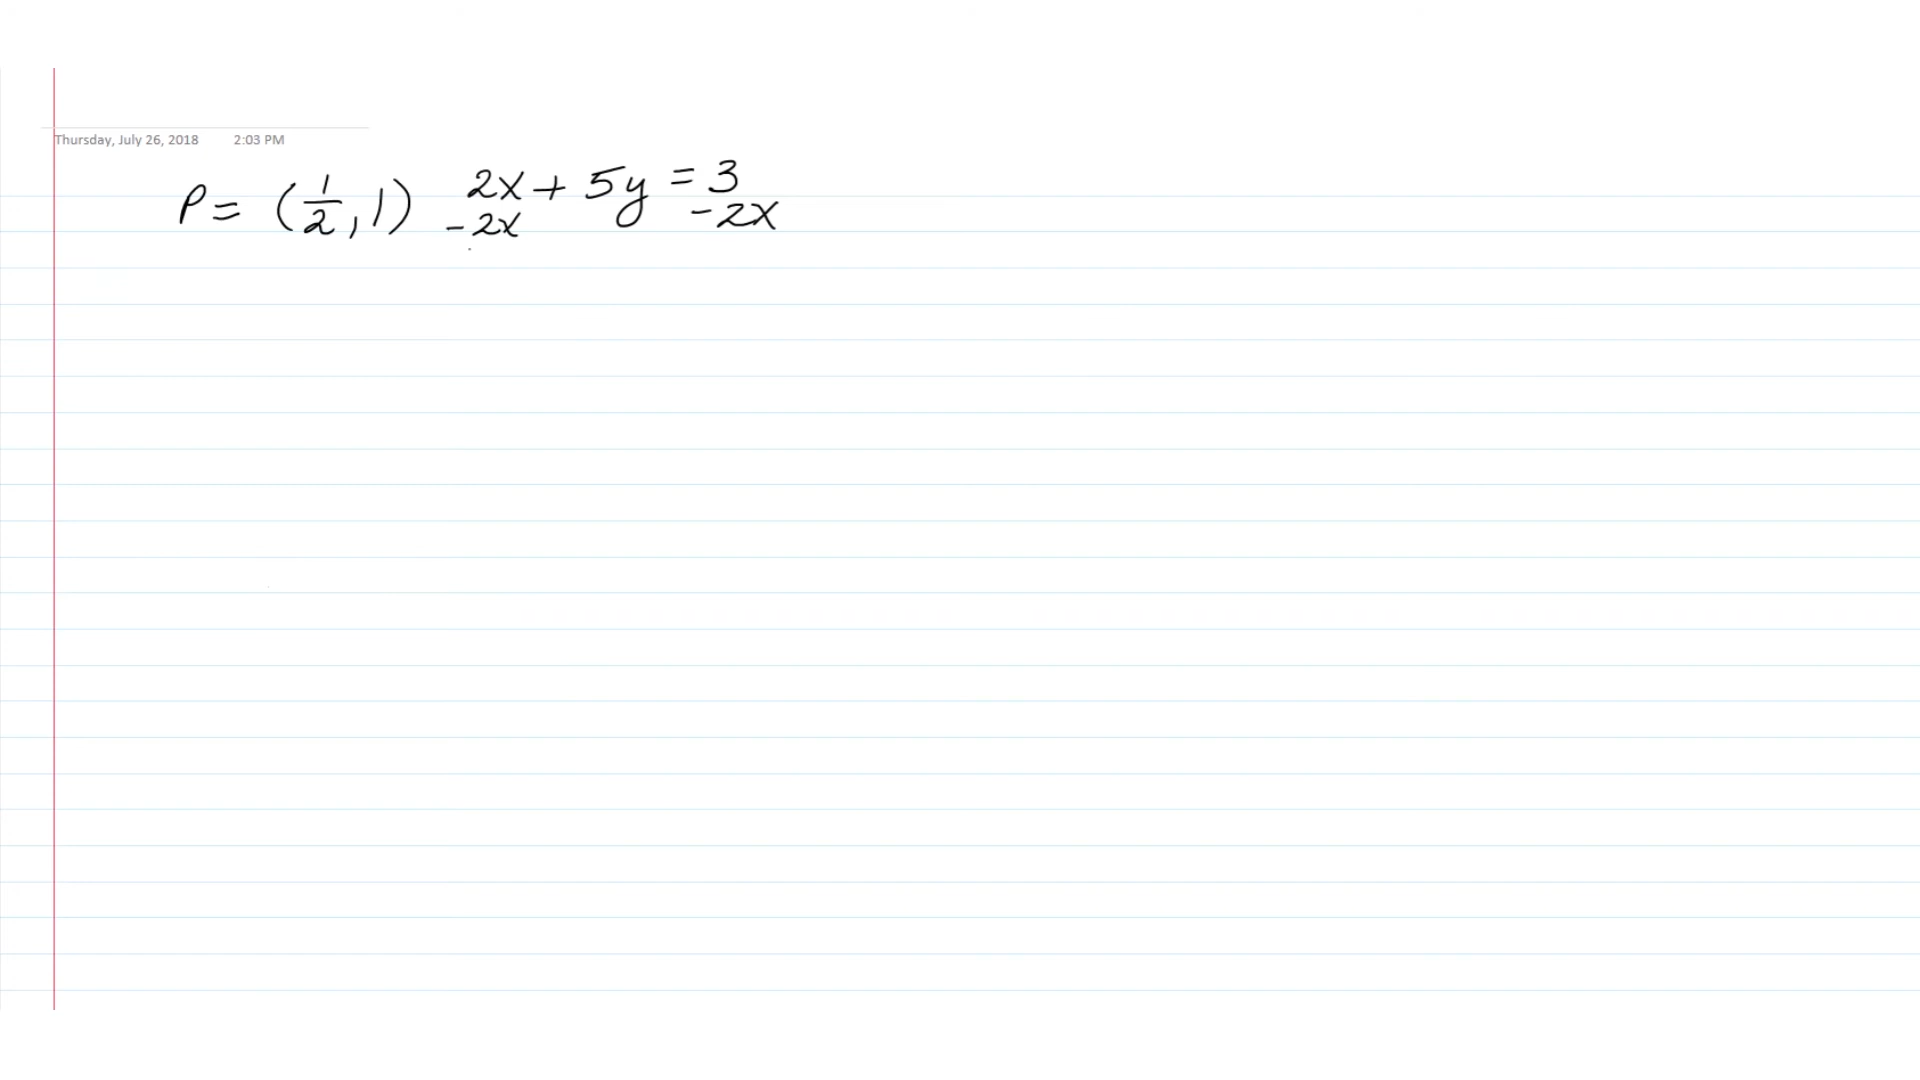 Thursday, July 26, 2018 2:03 PM
P = (1/2, 1) 2x + 5y = 3
-2x -2x